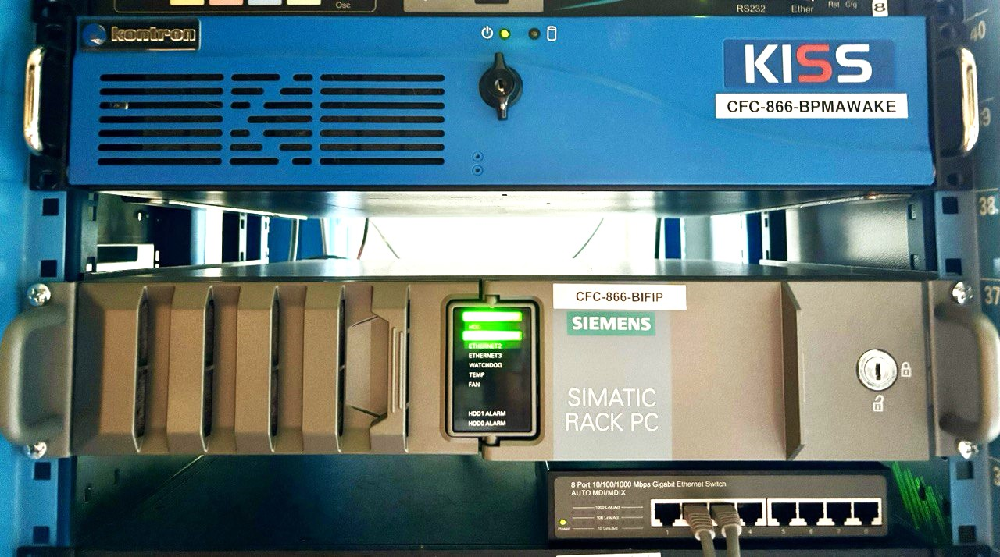 Osc
RS232
Ether
Rst Cfg
8
kontron
KISS
CFC-866-BPMAWAKE
40
38
37
CFC-866-BIFIP
SIEMENS
ETHERNET2
ETHERNET3
WATCHDOG
TEMP
FAN
HDD1 ALARM
HDD0 ALARM
SIMATIC
RACK PC
8 Port 10/100/1000 Mbps Gigabit Ethernet Switch
AUTO MDI/MDIX
1000 Link/Act
100 Link/Act
10 Link/Act
Power
1 4 5 6 7 8